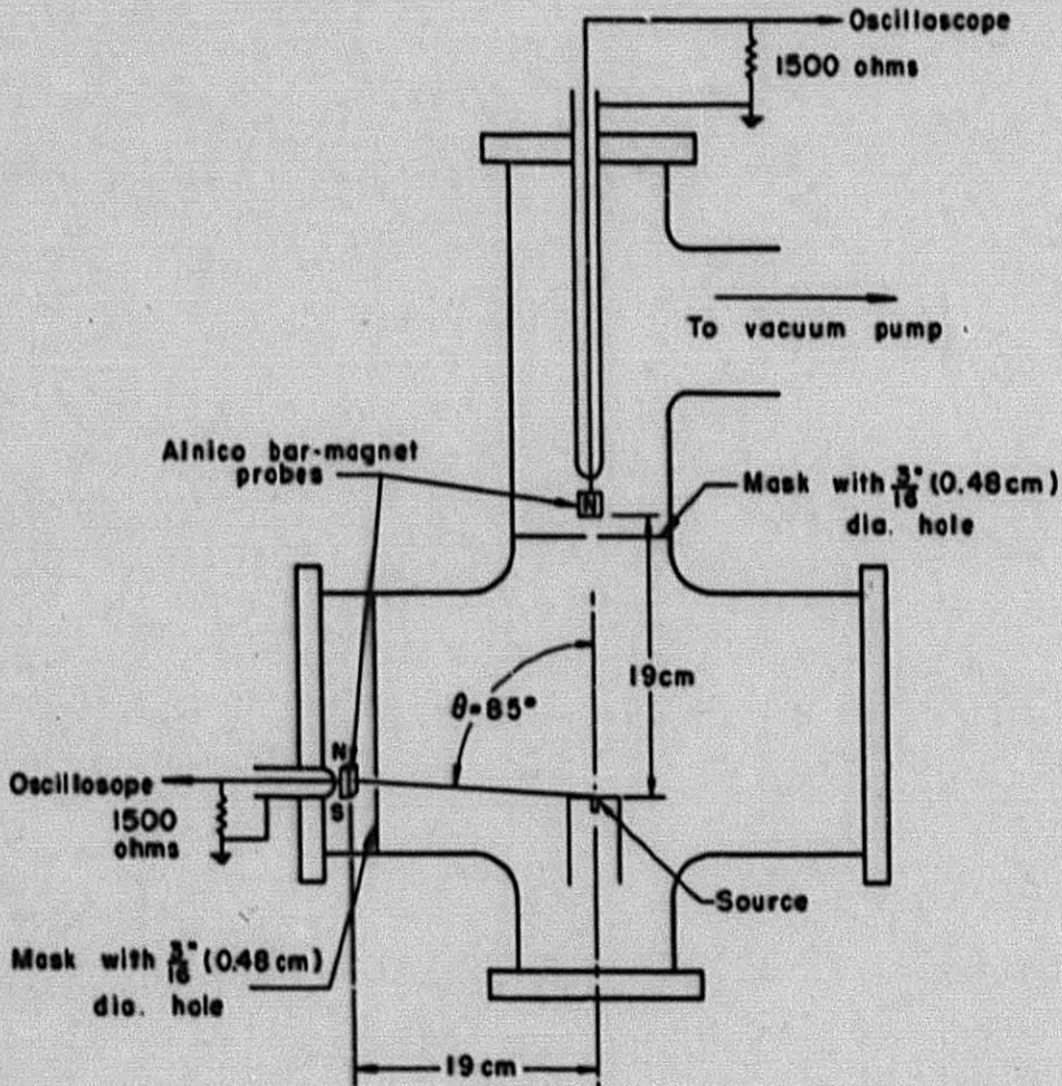 Oscilloscope
1500 ohms
To vacuum pump
Alnico bar-magnet
probes
N
Mask with 3/16" (0.48 cm)
dia. hole
19cm
θ=85°
N
Oscillosope
S
1500
ohms
Source
Mask with 3/16" (0.48 cm)
dia. hole
19 cm